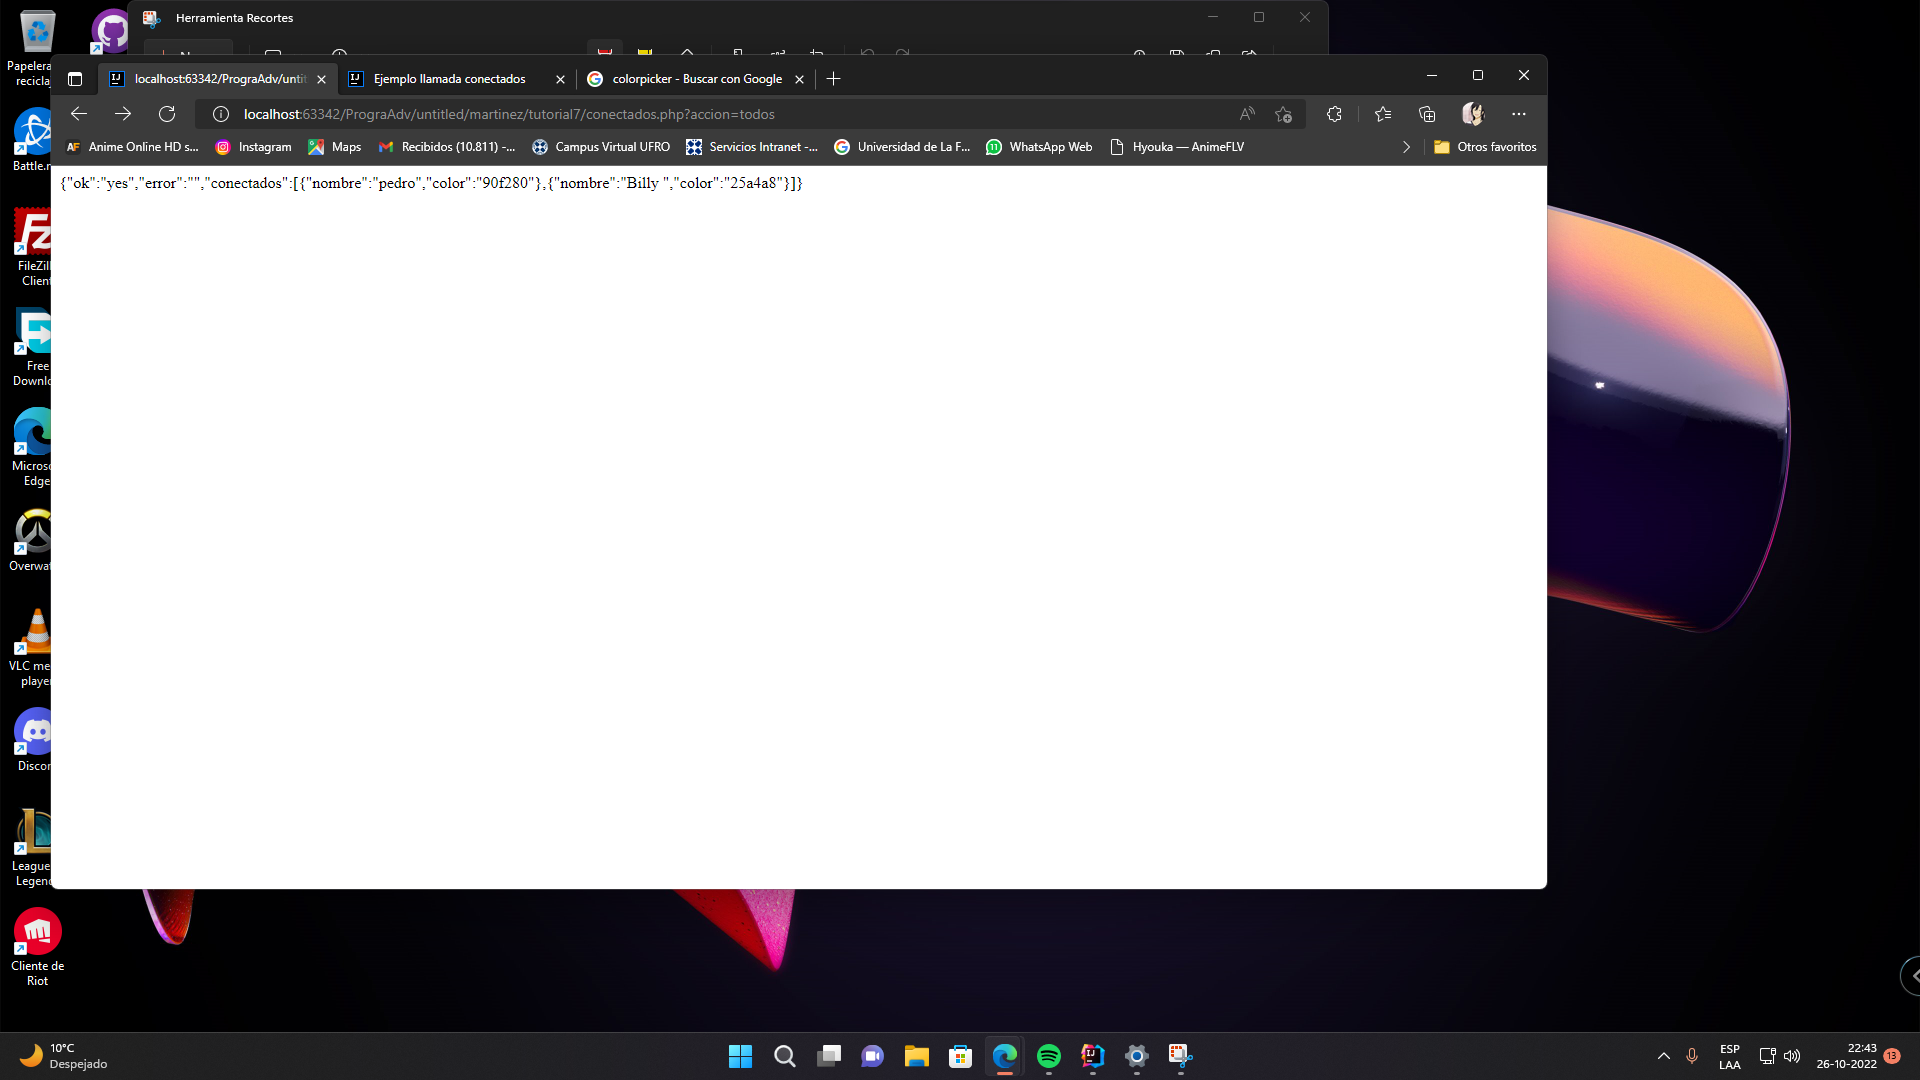 Herramienta Recortes
Papelera
recicla
localhost:63342/PrograAdv/unti
Ejemplo llamada conectados
colorpicker - Buscar con Google
localhost:63342/PrograAdv/untitled/martinez/tutorial7/conectados.php?accion=todos
Anime Online HD s...
Instagram
Maps
Recibidos (10.811) -...
Campus Virtual UFRO
Servicios Intranet -...
Universidad de La F...
WhatsApp Web
Hyouka — AnimeFLV
Otros favoritos
{"ok":"yes","error":"","conectados":[{"nombre":"pedro","color":"90f280"},{"nombre":"Billy ","color":"25a4a8"}]}
Battle.n
FileZil
Clien
Free
Downlo
Micros
Edge
Overwa
VLC me
playe
Discor
League
Legen
Cliente de
Riot
10°C
Despejado
ESP
LAA
22:43
26-10-2022
13